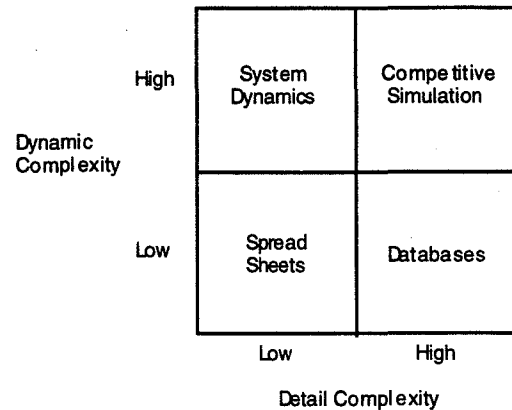 High
System
Dynamics
Competitive
Simulation
Dynamic
Complexity
Low
Spread
Sheets
Databases
Low
High
Detail Complexity